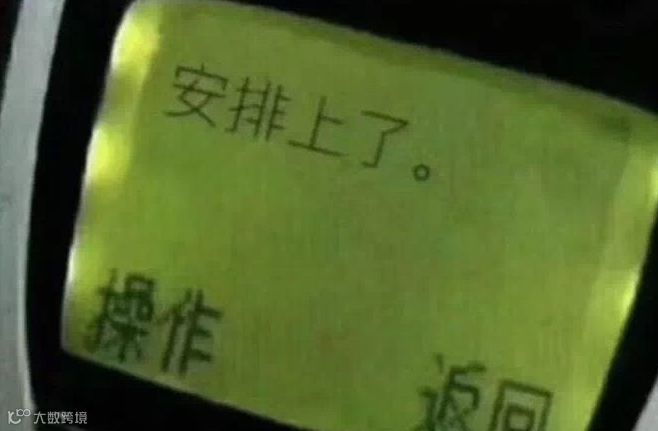 安排上了。
操作 返回
大数跨境